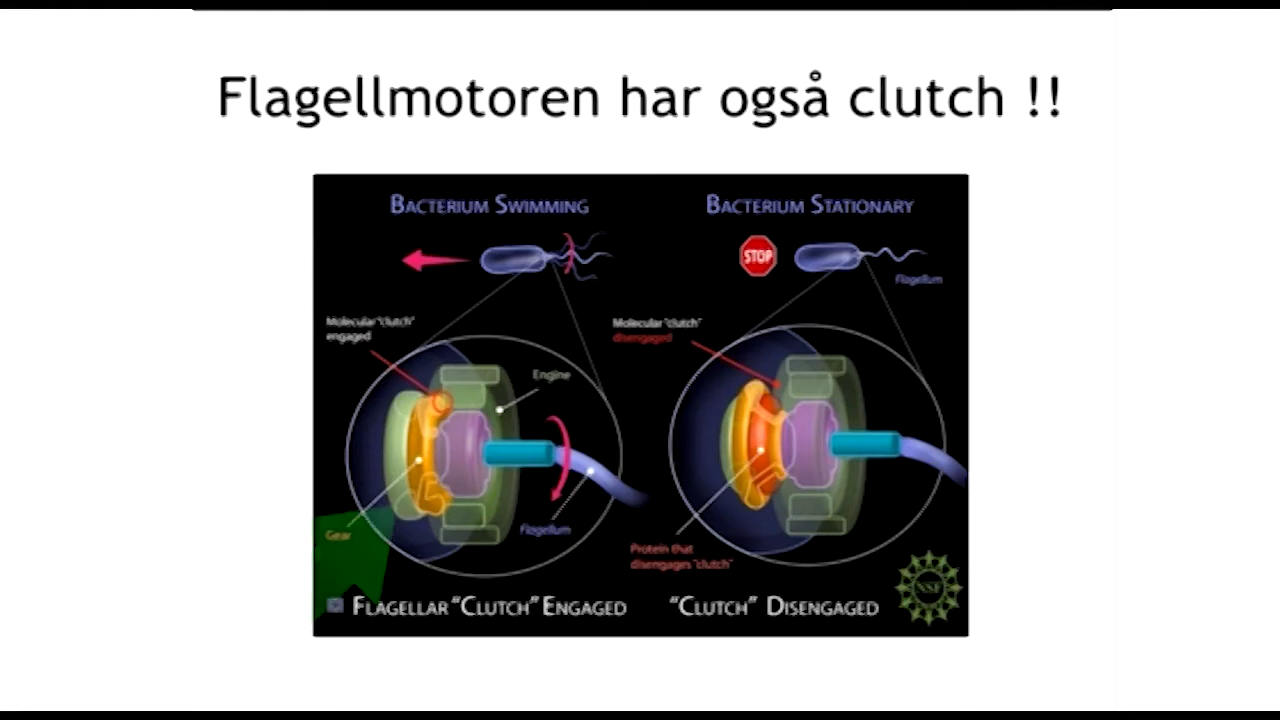 Flagellmotoren har også clutch !!
BACTERIUM SWIMMING
BACTERIUM STATIONARY
STOP
Flagellum
Molecular "clutch"
engaged
Molecular "clutch"
disengaged
Engine
Gear
Flagellum
Protein that
disengages "clutch"
FLAGELLAR "CLUTCH" ENGAGED
"CLUTCH" DISENGAGED
NSF